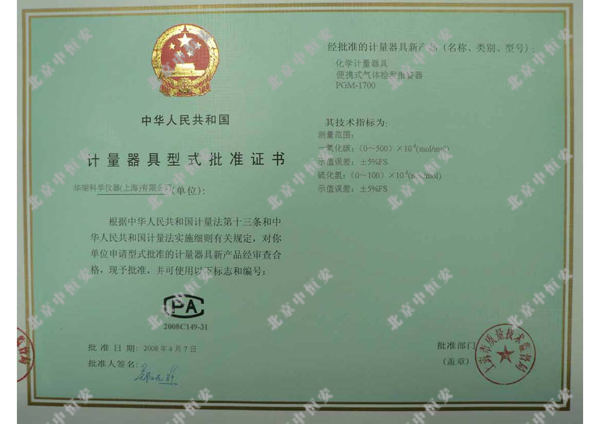 中华人民共和国
计量器具型式批准证书
华瑞科学仪器(上海)有限公司(单位):
根据中华人民共和国计量法第十三条和中
华人民共和国计量法实施细则有关规定，对你
单位申请型式批准的计量器具新产品经审查合
格，现予批准，并可使用以下标志和编号:
PA
2008C149-31
批准日期: 2008年4月7日
批准人签名:
经批准的计量器具新产品(名称、类别、型号):
化学计量器具
便携式气体检测报警器
PGM-1700
其技术指标为:
测量范围:
一氧化碳: (0～500)×10⁻⁶(mol/mol)
示值误差: ±5%FS
硫化氢: (0～100)×10⁻⁶(mol/mol)
示值误差: ±5%FS
批准部门
(盖章)
上海市质量技术监督局
北京中恒安